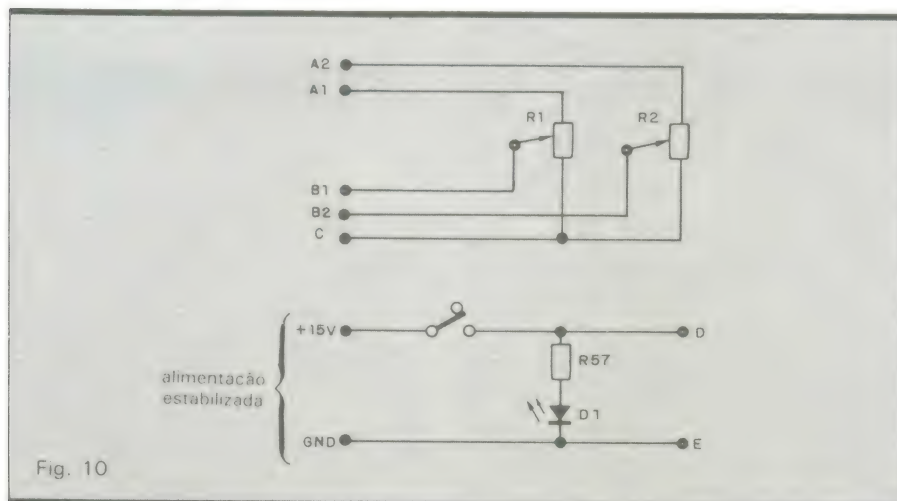 A2
A1
R1
R2
B1
B2
C
+15V
D
R57
alimentação
estabilizada
D1
GND
E
Fig. 10